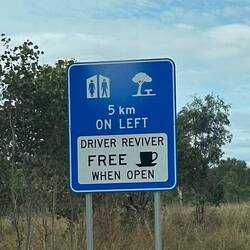 5 km
ON LEFT
DRIVER REVIVER
FREE
WHEN OPEN